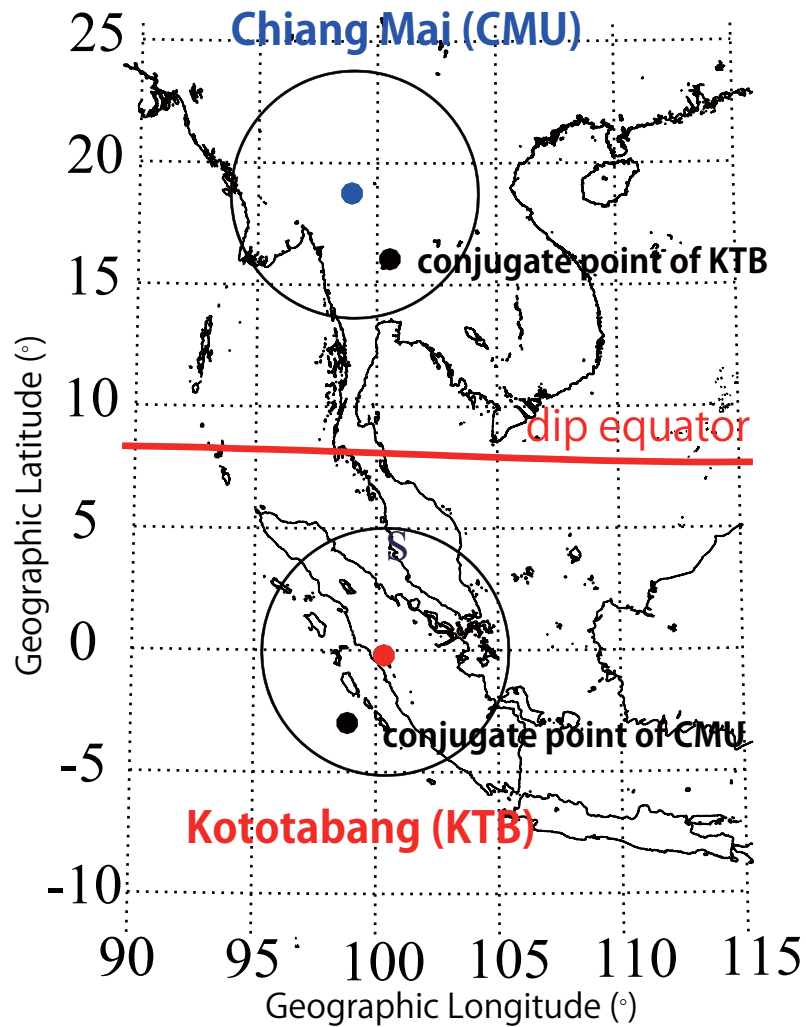 Chiang Mai (CMU)
25
20
conjugate point of KTB
15
10
dip equator
5
S
0
conjugate point of CMU
-5
Kototabang (KTB)
-10
90 95 100 105 110 115
Geographic Longitude (°)
Geographic Latitude (°)